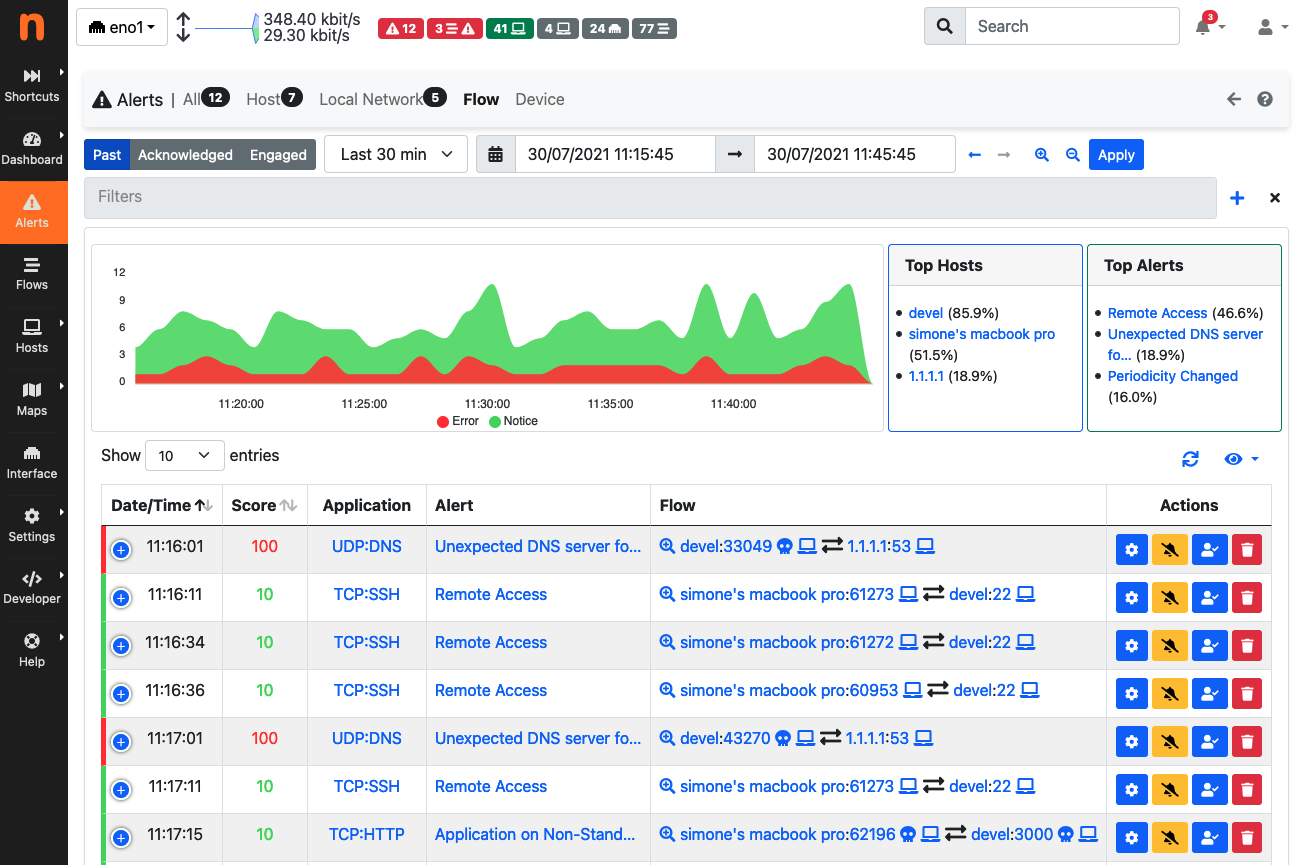 n
eno1
348.40 kbit/s
29.30 kbit/s
12
3
41
4
24
77
Search
3
Shortcuts
Dashboard
Alerts
Flows
Hosts
Maps
Interface
Settings
Developer
Help
Alerts | All 12 Host 7 Local Network 5 Flow Device
Past Acknowledged Engaged
Last 30 min
30/07/2021 11:15:45
30/07/2021 11:45:45
Apply
Filters
12
9
6
3
0
11:20:00 11:25:00 11:30:00 11:35:00 11:40:00
Error Notice
Top Hosts
devel (85.9%)
simone's macbook pro
(51.5%)
1.1.1.1 (18.9%)
Top Alerts
Remote Access (46.6%)
Unexpected DNS server
fo... (18.9%)
Periodicity Changed
(16.0%)
Show 10 entries
Date/Time Score Application Alert Flow Actions
11:16:01 100 UDP:DNS Unexpected DNS server fo... devel:33049 1.1.1.1:53
11:16:11 10 TCP:SSH Remote Access simone's macbook pro:61273 devel:22
11:16:34 10 TCP:SSH Remote Access simone's macbook pro:61272 devel:22
11:16:36 10 TCP:SSH Remote Access simone's macbook pro:60953 devel:22
11:17:01 100 UDP:DNS Unexpected DNS server fo... devel:43270 1.1.1.1:53
11:17:11 10 TCP:SSH Remote Access simone's macbook pro:61273 devel:22
11:17:15 10 TCP:HTTP Application on Non-Stand... simone's macbook pro:62196 devel:3000